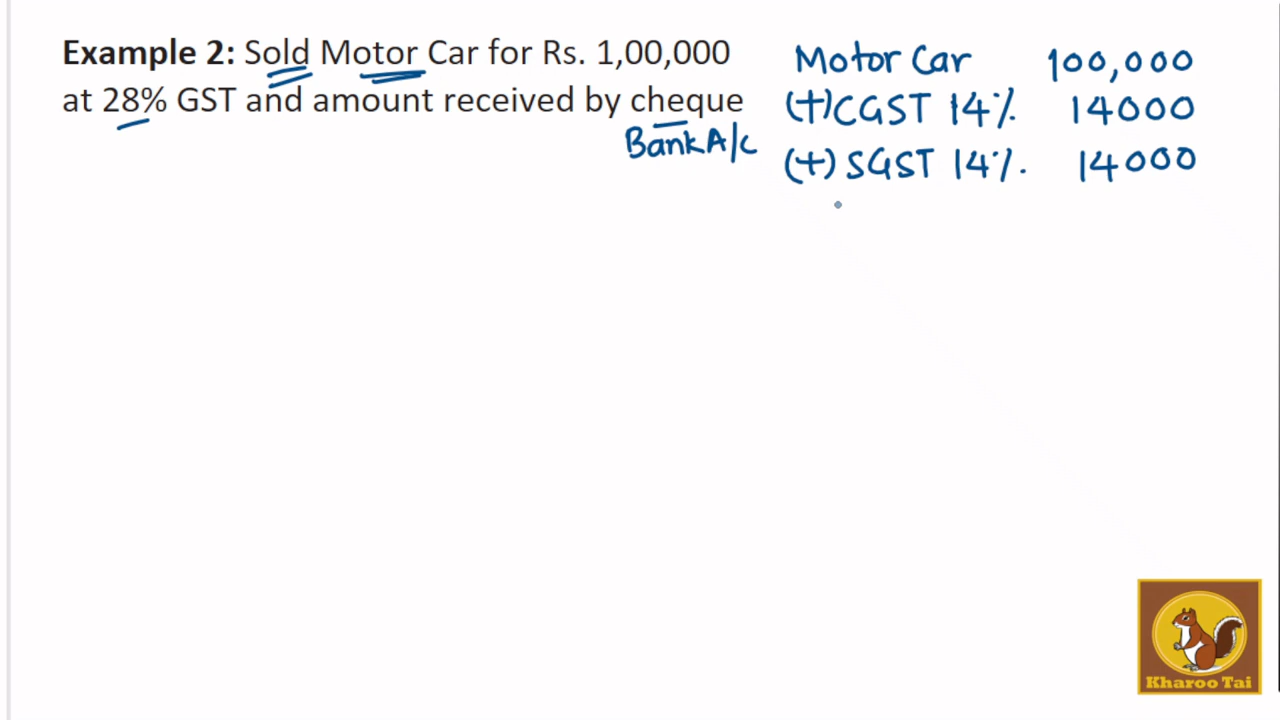 Example 2: Sold Motor Car for Rs. 1,00,000
at 28% GST and amount received by cheque
Bank A/c
Motor Car 100,000
(+) CGST 14% 14000
(+) SGST 14%. 14000
Kharoo Tai